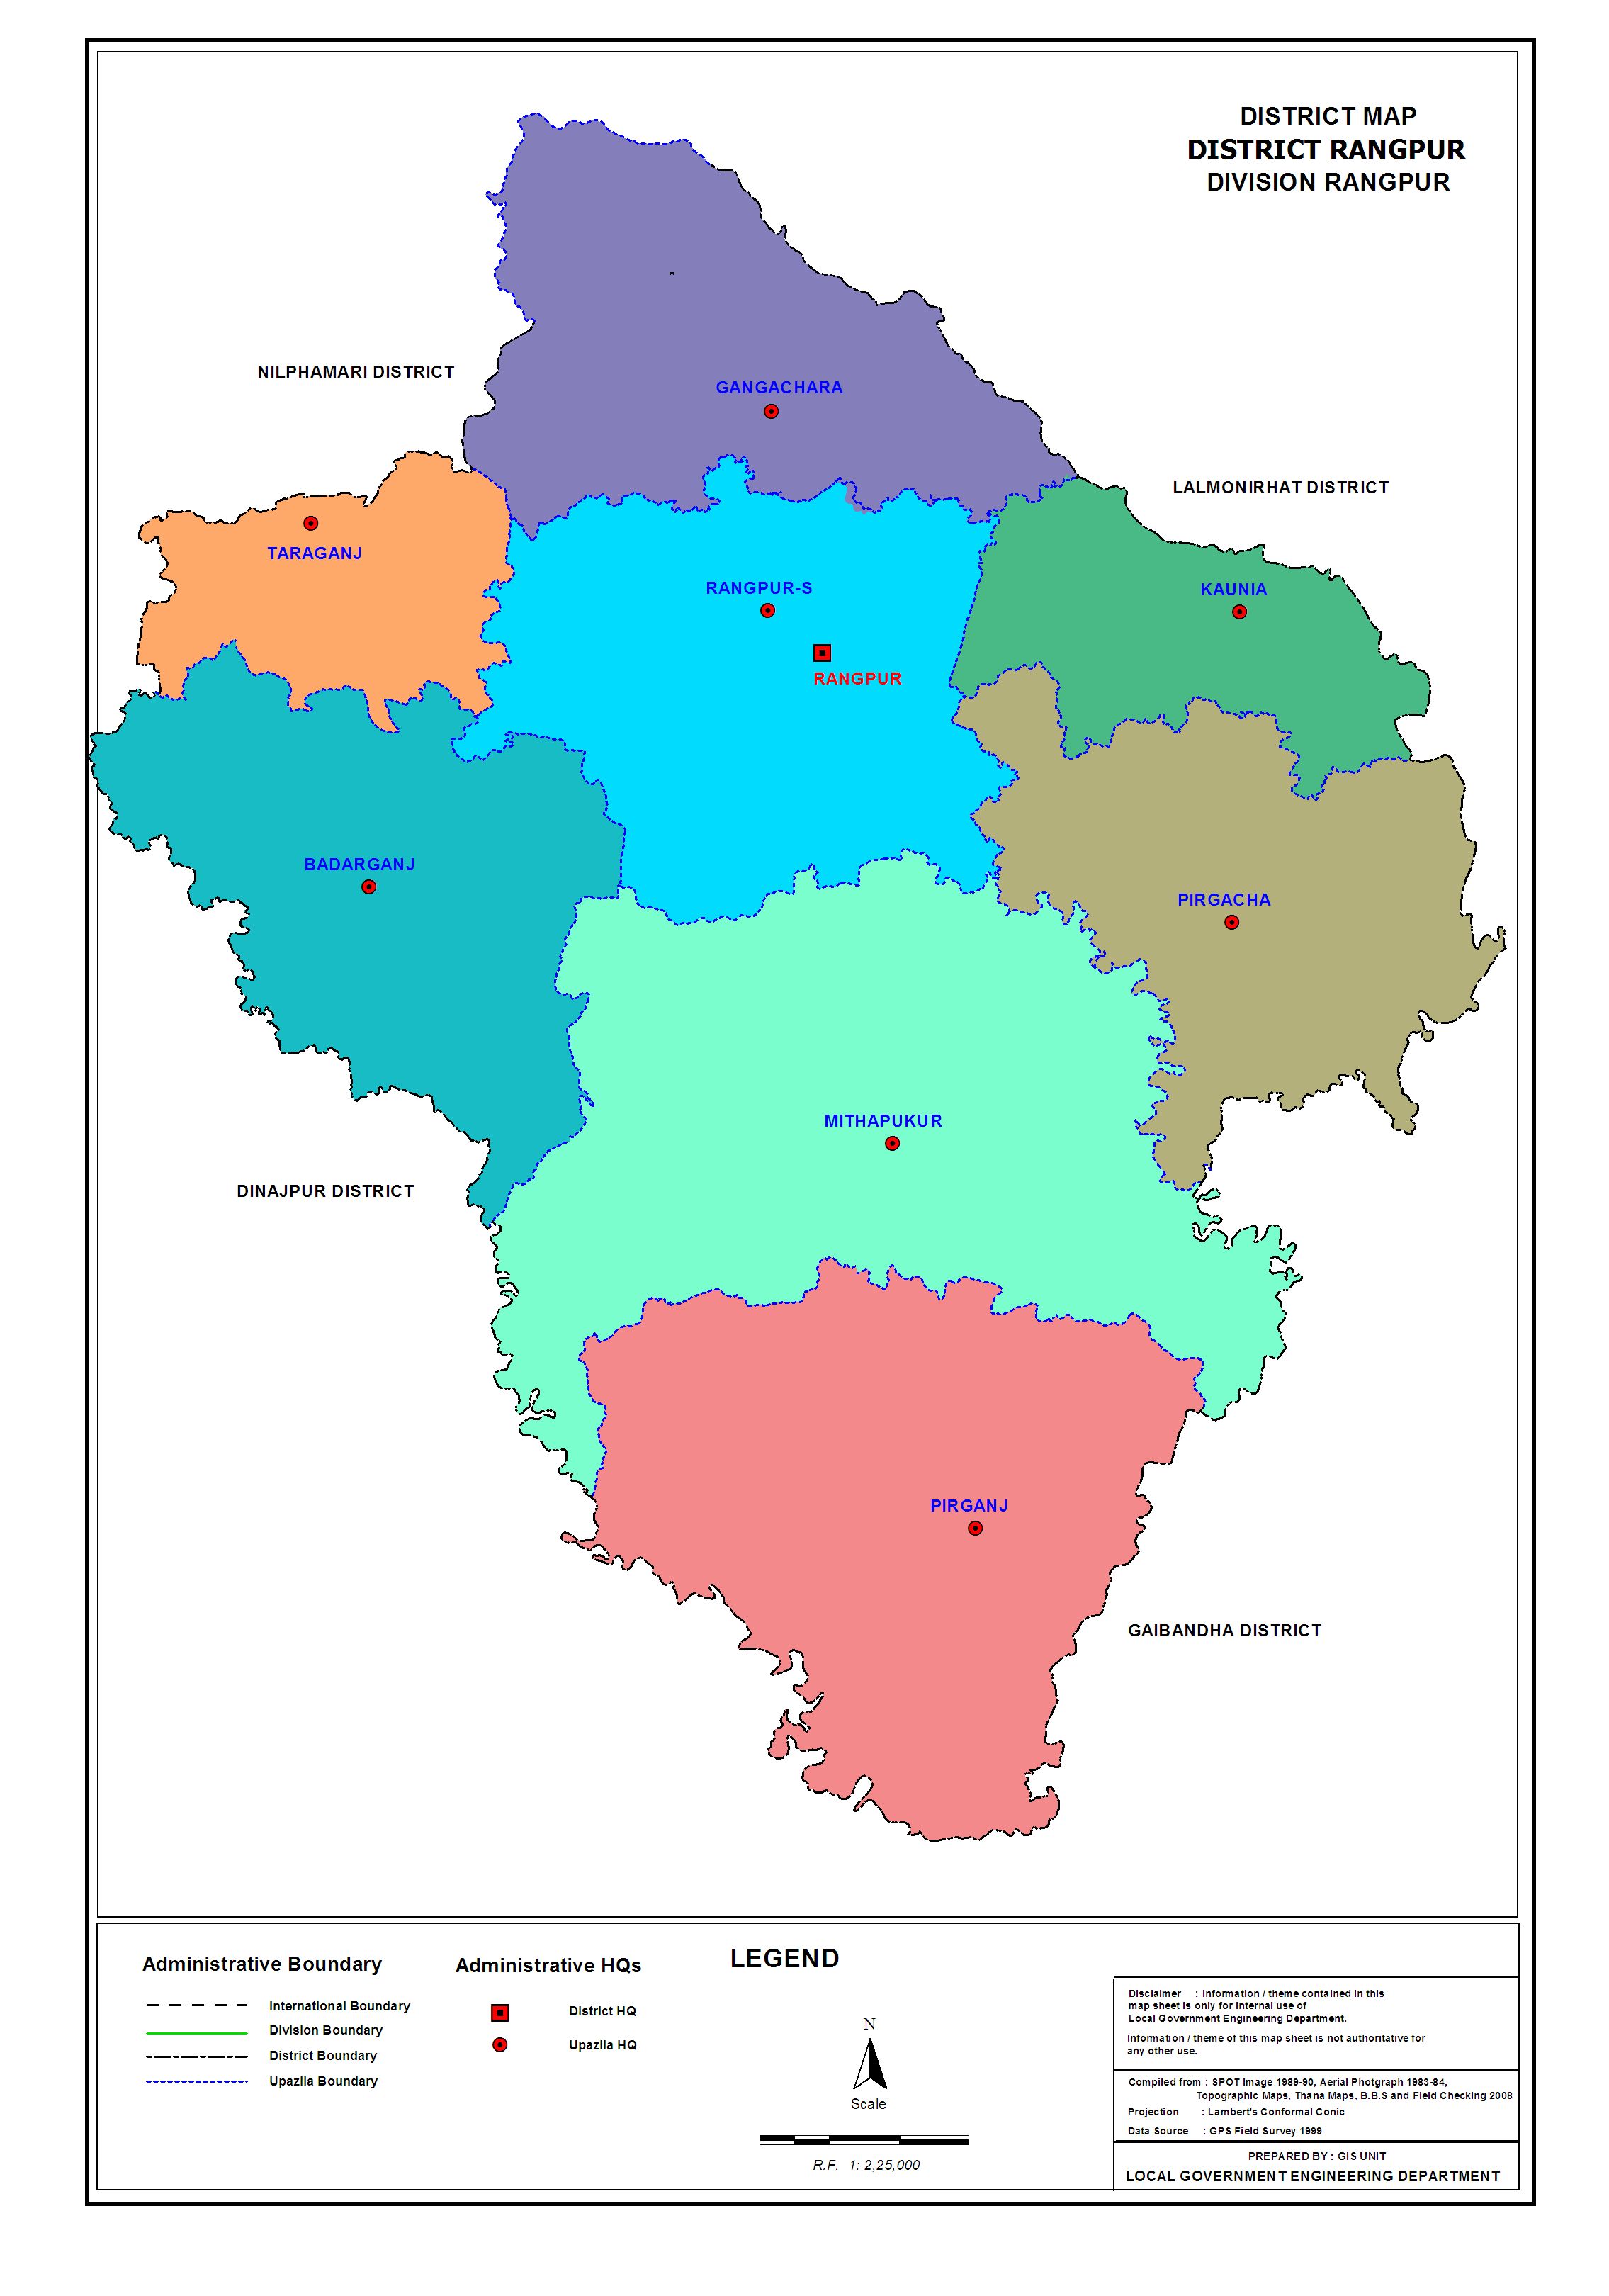 DISTRICT MAP
DISTRICT RANGPUR
DIVISION RANGPUR
NILPHAMARI DISTRICT
GANGACHARA
LALMONIRHAT DISTRICT
TARAGANJ
RANGPUR-S
KAUNIA
RANGPUR
BADARGANJ
PIRGACHA
MITHAPUKUR
DINAJPUR DISTRICT
PIRGANJ
GAIBANDHA DISTRICT
LEGEND
Administrative Boundary
International Boundary
Division Boundary
District Boundary
Upazila Boundary
Administrative HQs
District HQ
Upazila HQ
N
Scale
R.F. 1: 2,25,000
Disclaimer : Information / theme contained in this
map sheet is only for internal use of
Local Government Engineering Department.
Information / theme of this map sheet is not authoritative for
any other use.
Compiled from : SPOT Image 1989-90, Aerial Photgraph 1983-84,
Topographic Maps, Thana Maps, B.B.S and Field Checking 2008
Projection : Lambert's Conformal Conic
Data Source : GPS Field Survey 1999
PREPARED BY : GIS UNIT
LOCAL GOVERNMENT ENGINEERING DEPARTMENT